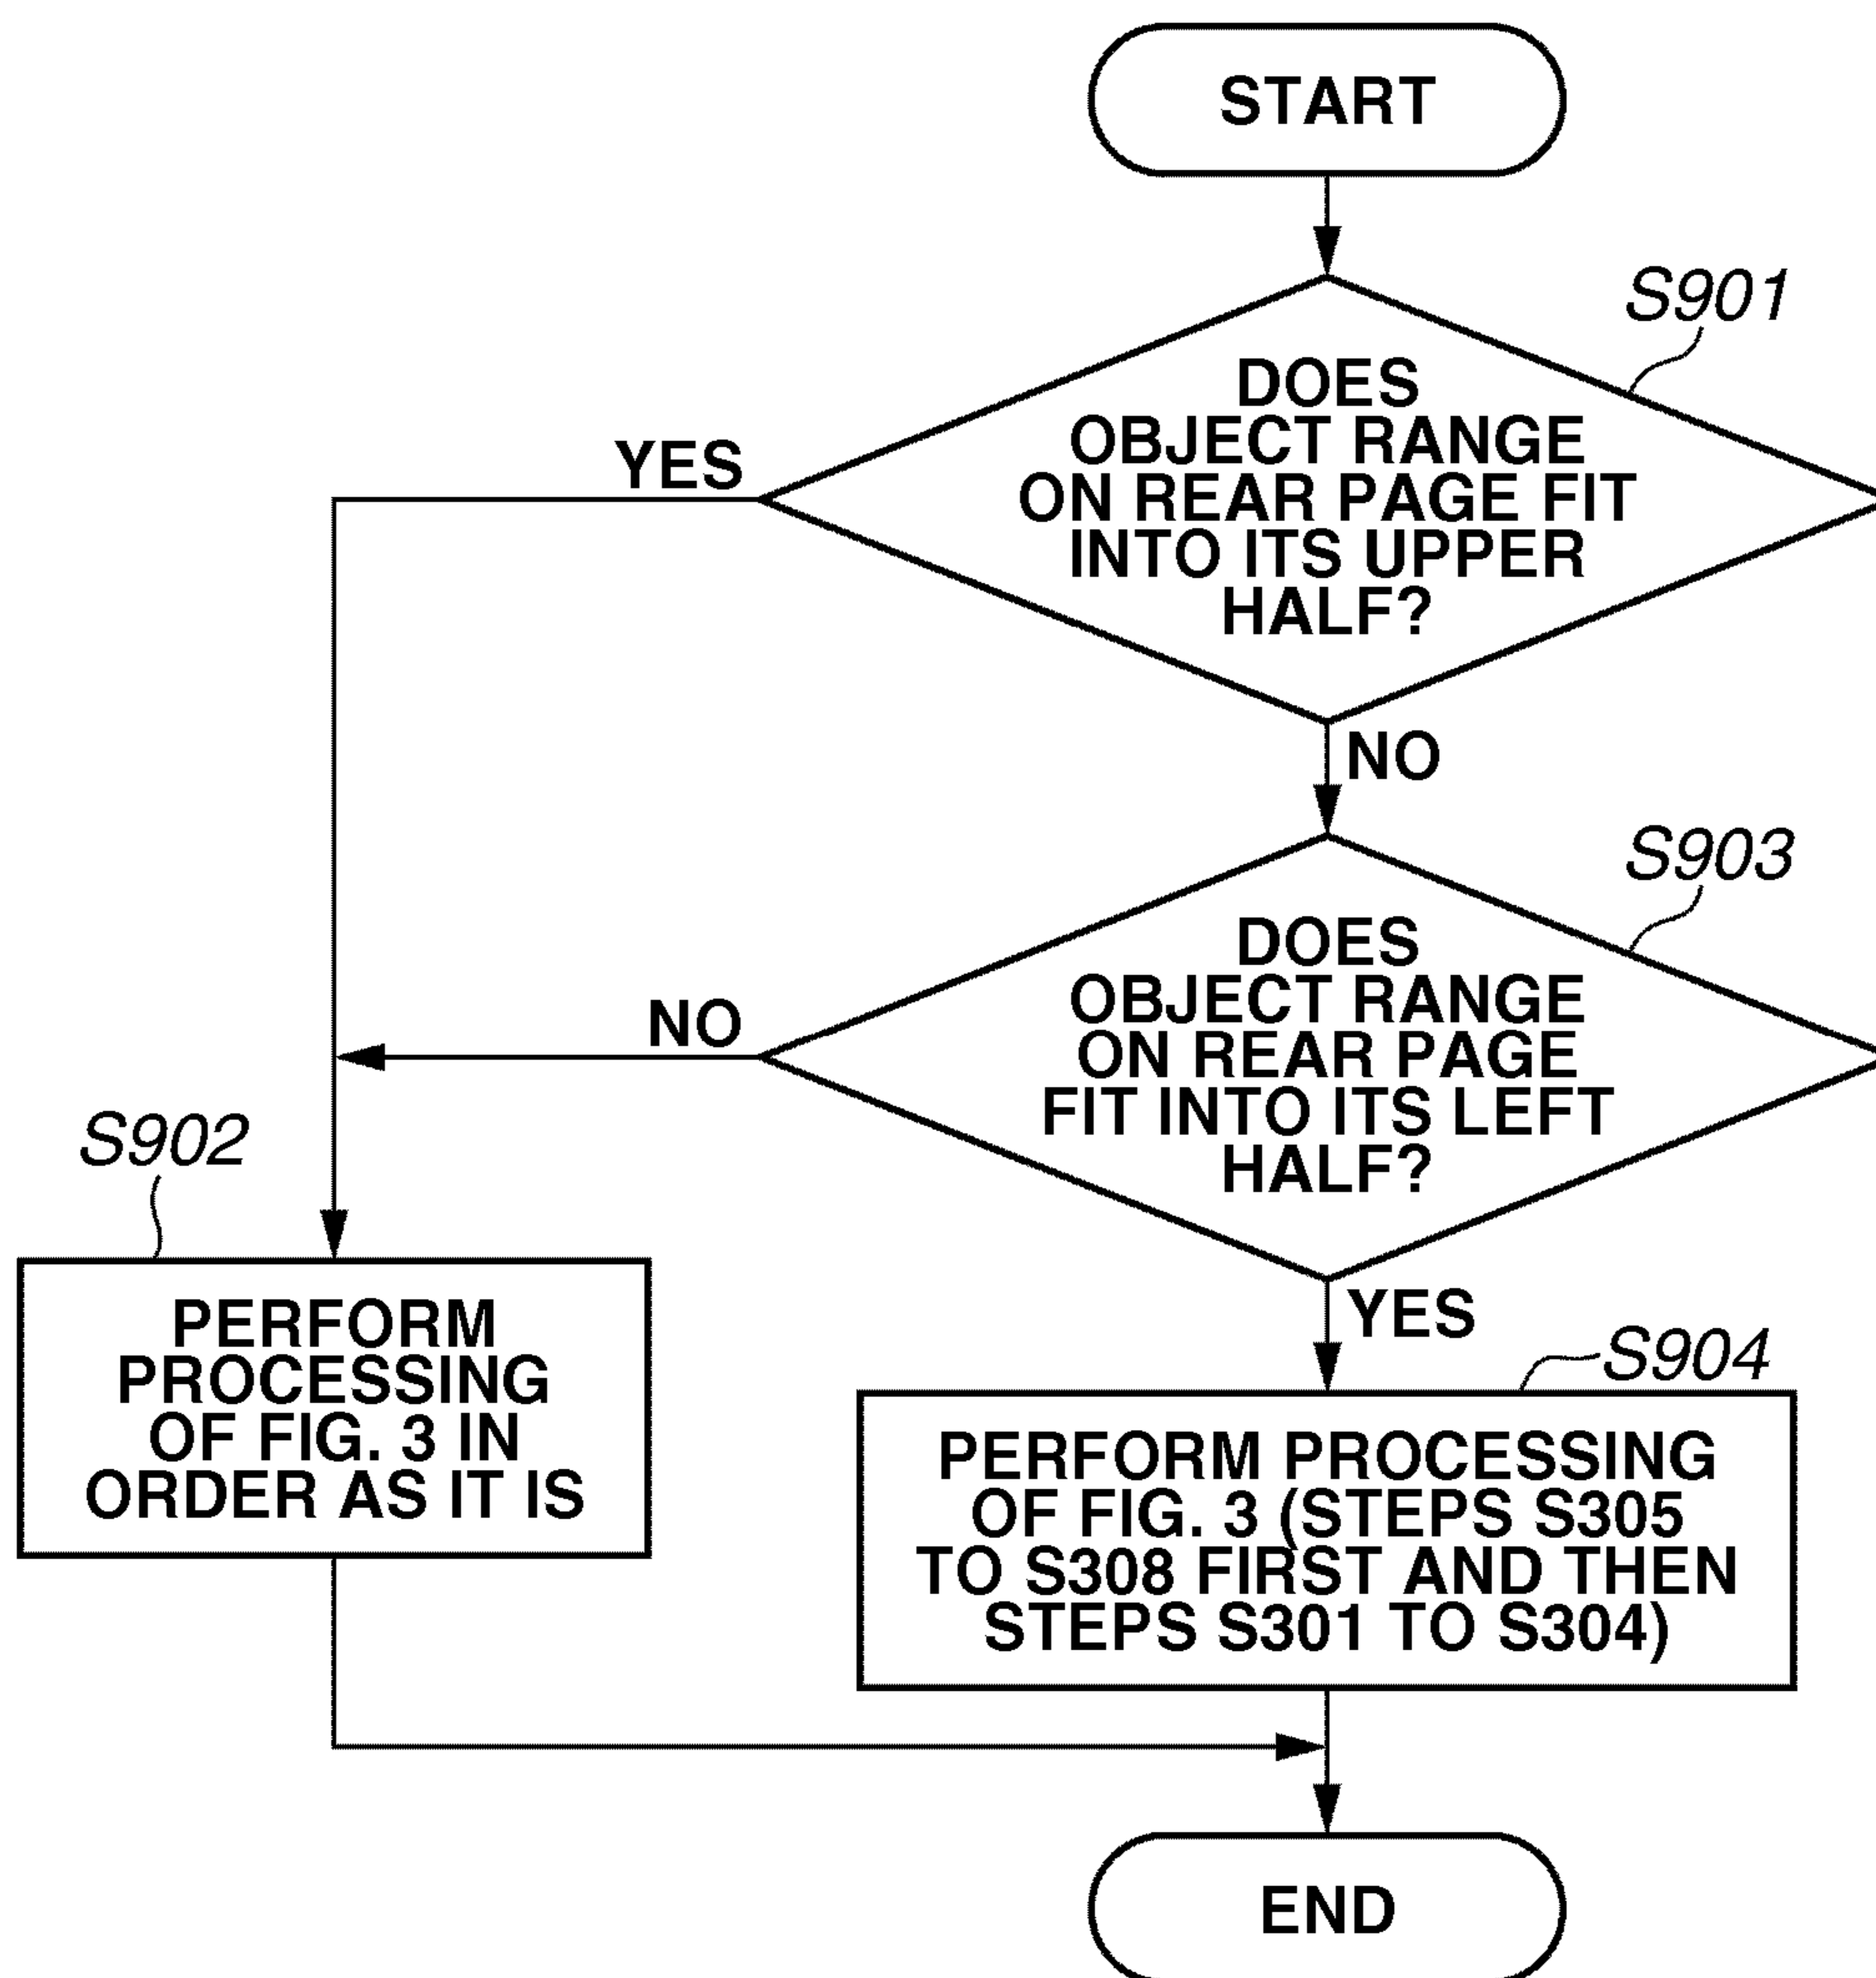 START
S901
DOES
OBJECT RANGE
ON REAR PAGE FIT
INTO ITS UPPER
HALF?
YES
NO
S903
DOES
OBJECT RANGE
ON REAR PAGE
FIT INTO ITS LEFT
HALF?
NO
YES
S902
PERFORM
PROCESSING
OF FIG. 3 IN
ORDER AS IT IS
S904
PERFORM PROCESSING
OF FIG. 3 (STEPS S305
TO S308 FIRST AND THEN
STEPS S301 TO S304)
END